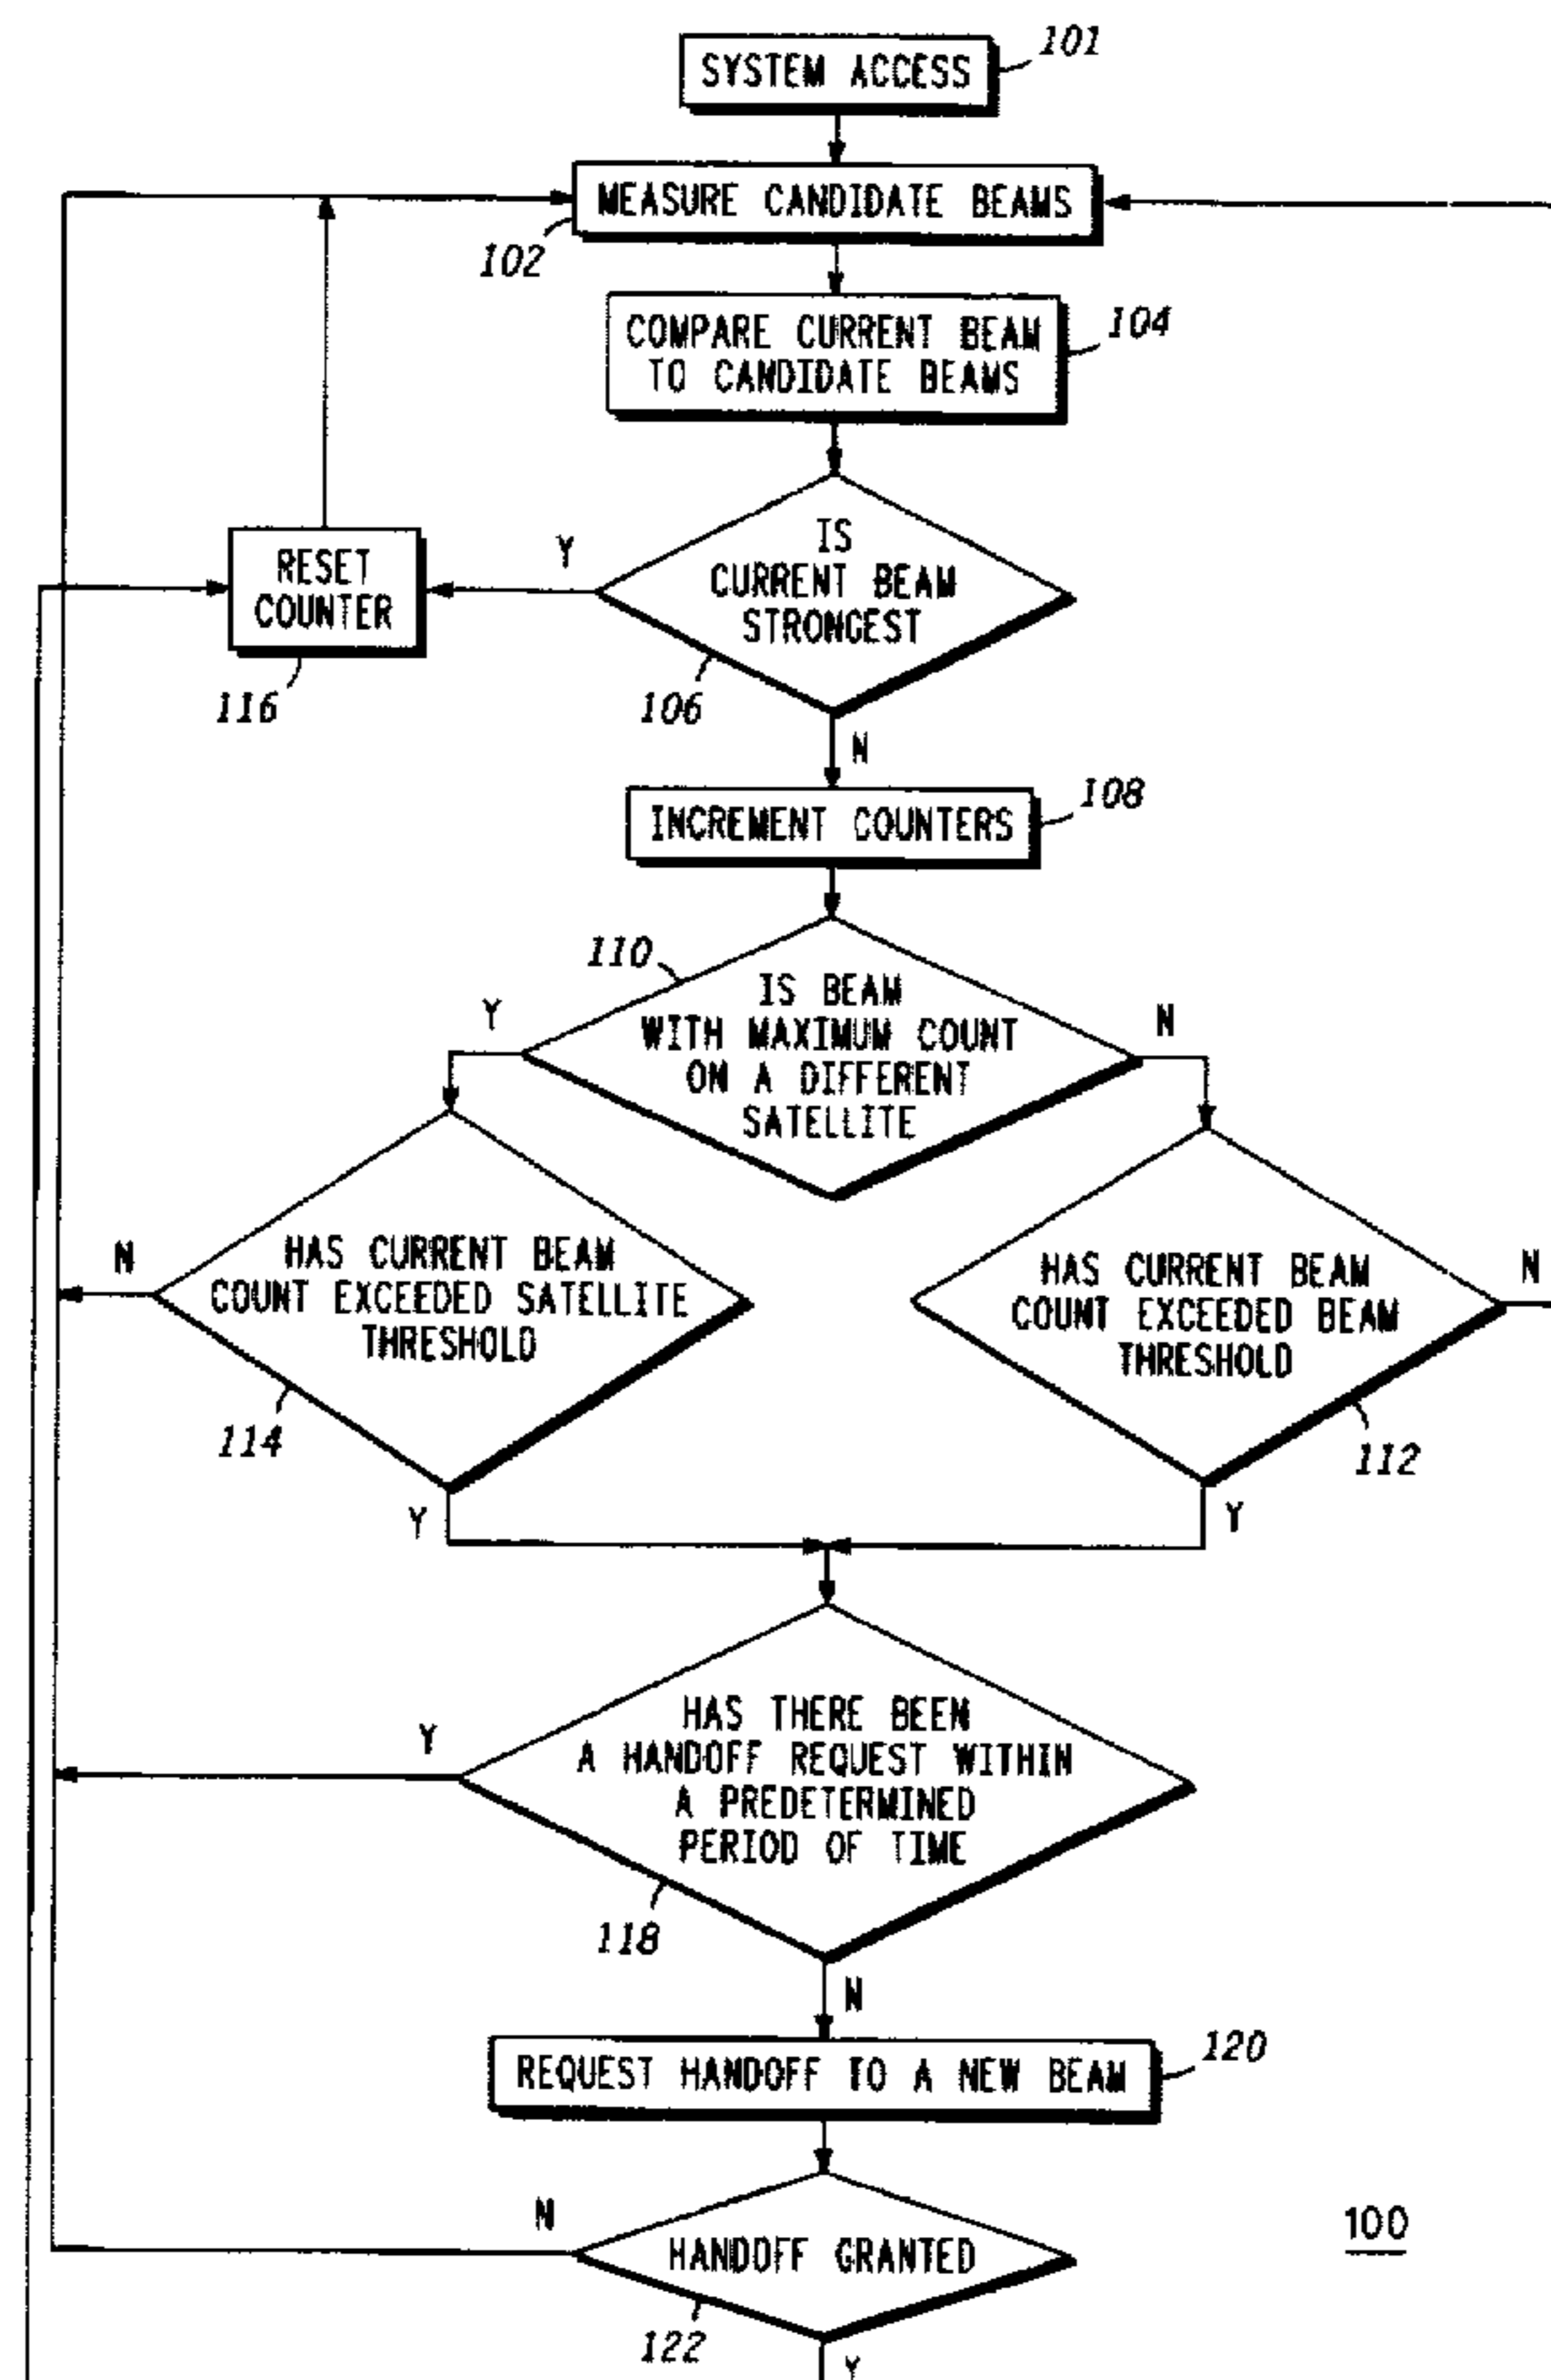 101
SYSTEM ACCESS
MEASURE CANDIDATE BEAMS
102
COMPARE CURRENT BEAM
TO CANDIDATE BEAMS
104
IS
CURRENT BEAM
STRONGEST
Y
RESET
COUNTER
116
106
N
INCREMENT COUNTERS
108
110
IS BEAM
WITH MAXIMUM COUNT
ON A DIFFERENT
SATELLITE
Y
N
HAS CURRENT BEAM
COUNT EXCEEDED SATELLITE
THRESHOLD
N
114
Y
HAS CURRENT BEAM
COUNT EXCEEDED BEAM
THRESHOLD
N
112
Y
HAS THERE BEEN
A HANDOFF REQUEST WITHIN
A PREDETERMINED
PERIOD OF TIME
Y
118
N
REQUEST HANDOFF TO A NEW BEAM
120
N
HANDOFF GRANTED
100
122
Y